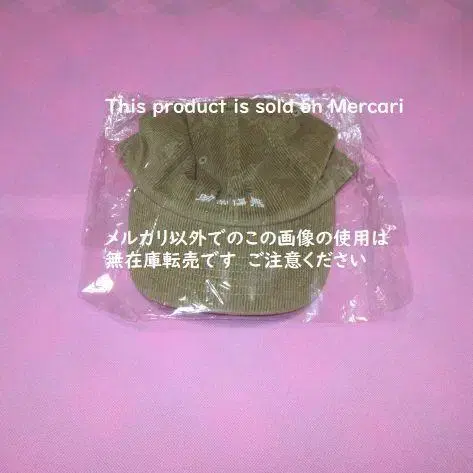 This product is sold on Mercari
メルカリ以外でのこの画像の使用は
無在庫転売です ご注意ください